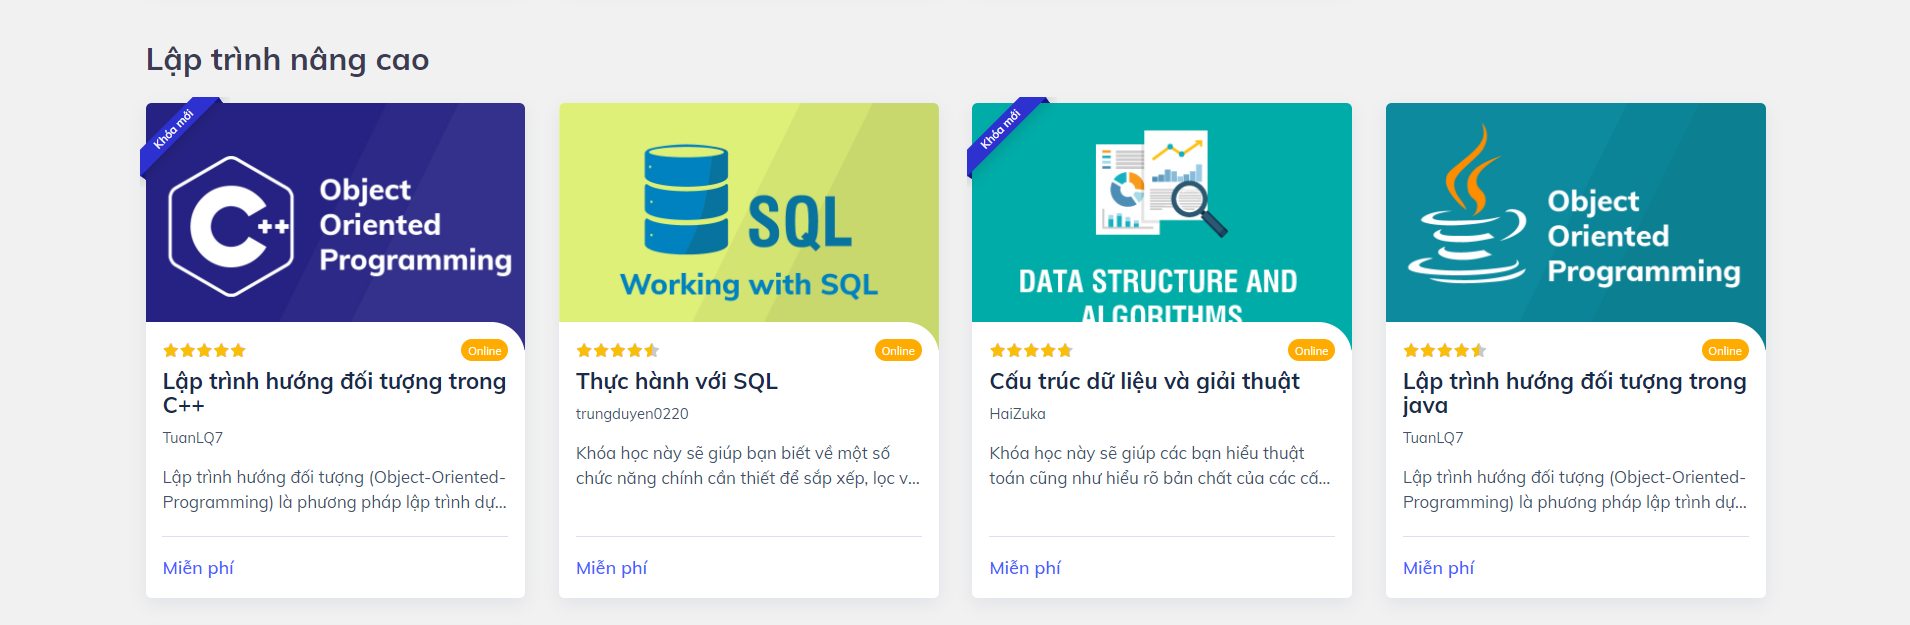 Lập trình nâng cao
Khóa mới
C++
Object
Oriented
Programming
Online
Lập trình hướng đối tượng trong
C++
TuanLQ7
Lập trình hướng đối tượng (Object-Oriented-
Programming) là phương pháp lập trình dự...
Miễn phí
SQL
Working with SQL
Online
Thực hành với SQL
trungduyen0220
Khóa học này sẽ giúp bạn biết về một số
chức năng chính cần thiết để sắp xếp, lọc v...
Miễn phí
Khóa mới
DATA STRUCTURE AND
ALGORITHMS
Online
Cấu trúc dữ liệu và giải thuật
HaiZuka
Khóa học này sẽ giúp các bạn hiểu thuật
toán cũng như hiểu rõ bản chất của các cấ...
Miễn phí
Object
Oriented
Programming
Online
Lập trình hướng đối tượng trong
java
TuanLQ7
Lập trình hướng đối tượng (Object-Oriented-
Programming) là phương pháp lập trình dự...
Miễn phí